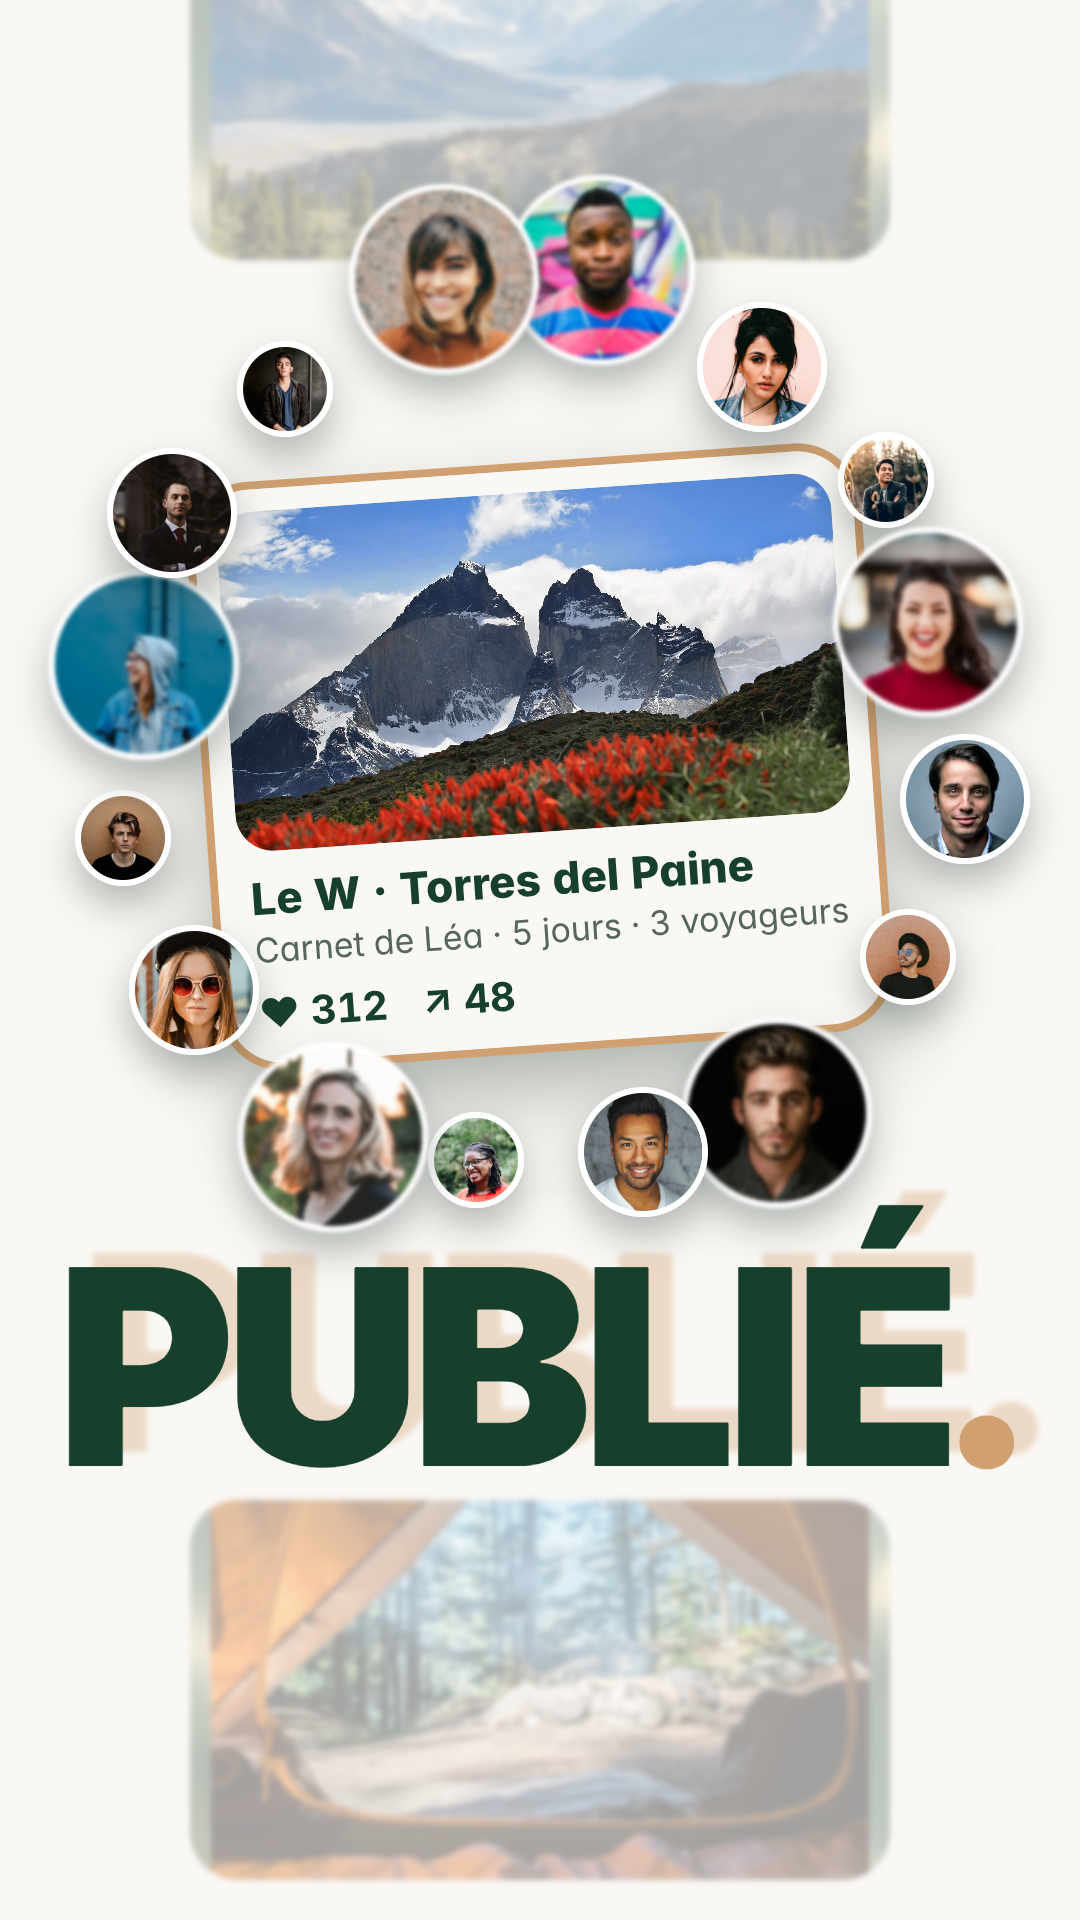 Le W · Torres del Paine
Carnet de Léa · 5 jours · 3 voyageurs
♥ 312 ↗ 48
PUBLIÉ.